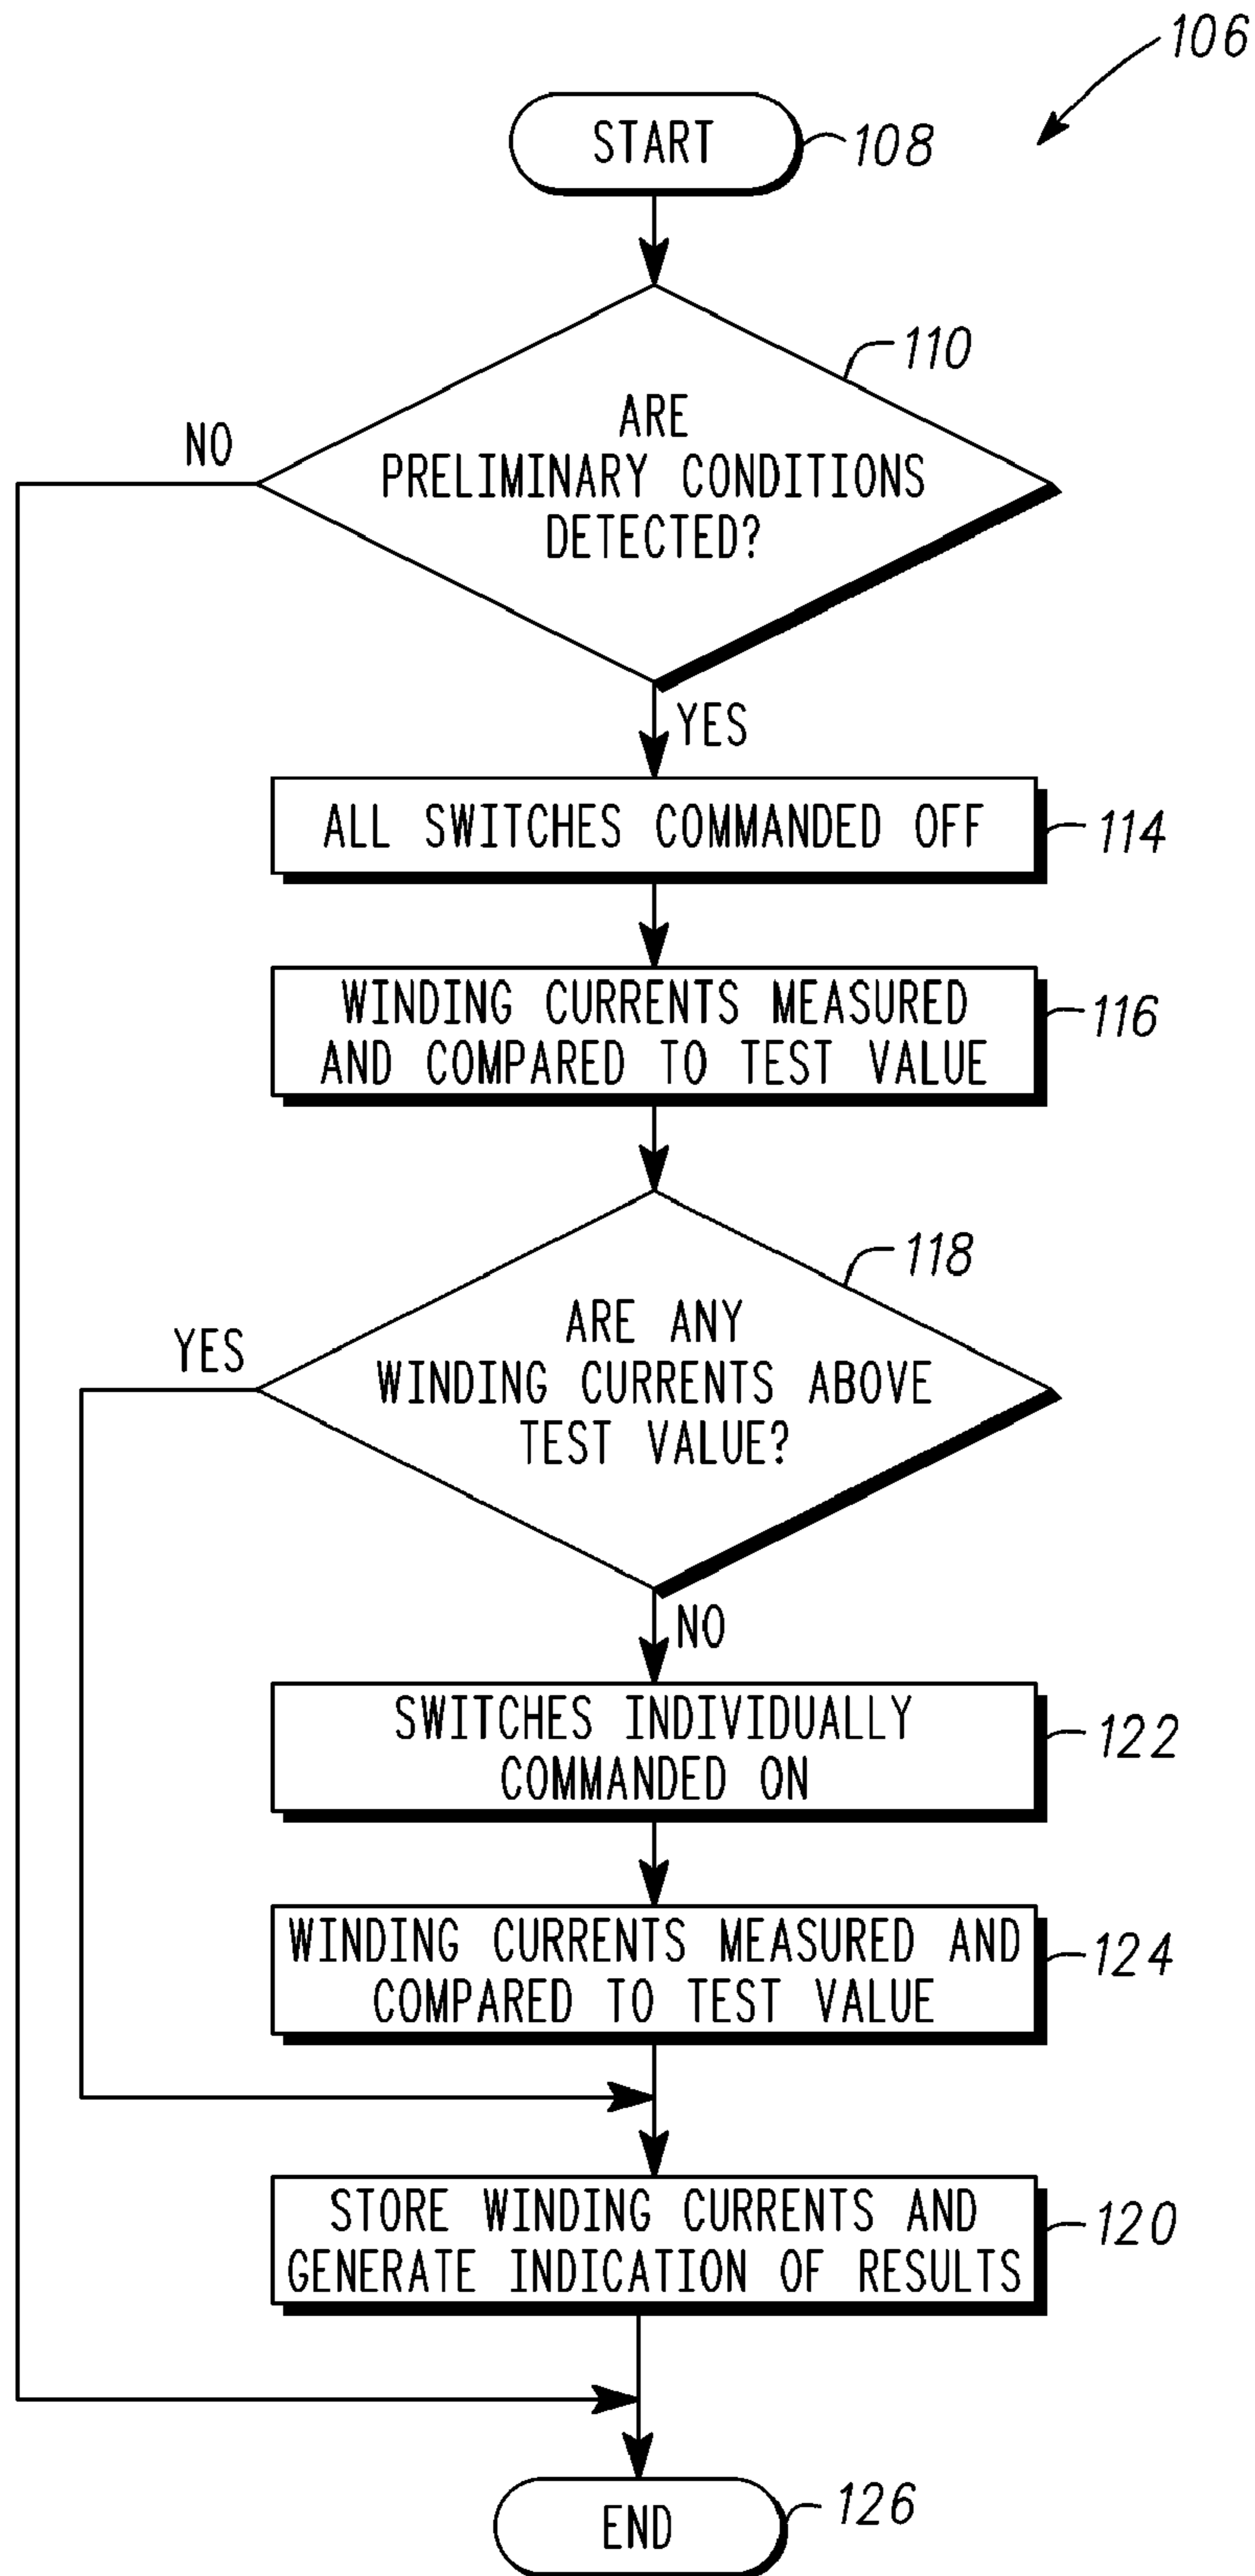 106
START
108
110
ARE
PRELIMINARY CONDITIONS
DETECTED?
NO
YES
ALL SWITCHES COMMANDED OFF
114
WINDING CURRENTS MEASURED
AND COMPARED TO TEST VALUE
116
118
ARE ANY
WINDING CURRENTS ABOVE
TEST VALUE?
YES
NO
SWITCHES INDIVIDUALLY
COMMANDED ON
122
WINDING CURRENTS MEASURED AND
COMPARED TO TEST VALUE
124
STORE WINDING CURRENTS AND
GENERATE INDICATION OF RESULTS
120
END
126